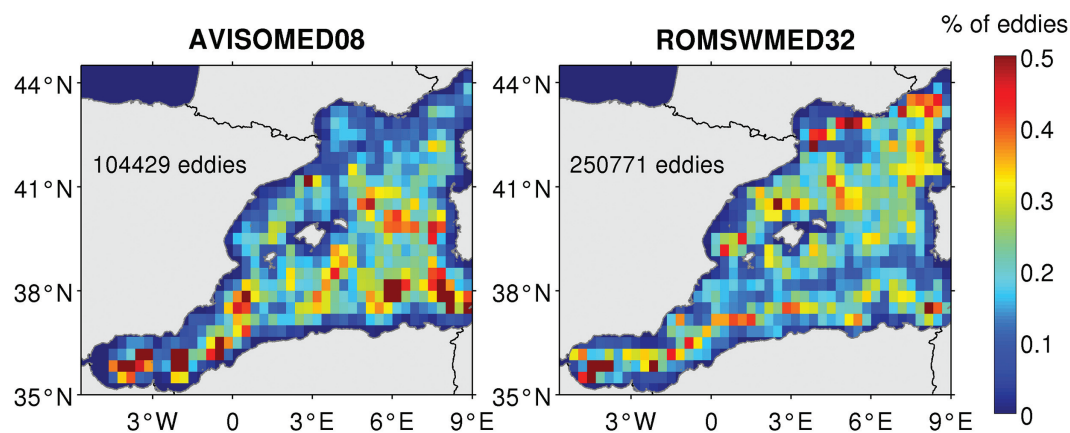 % of eddies
AVISOMED08 ROMSWMED32
44°N 44°N 0.5
0.4
104429 eddies 250771 eddies
41°N 41°N
0.3
38°N 38°N 0.2
0.1
35°N 35°N 0
3°W 0 3°E 6°E 9°E 3°W 0 3°E 6°E 9°E